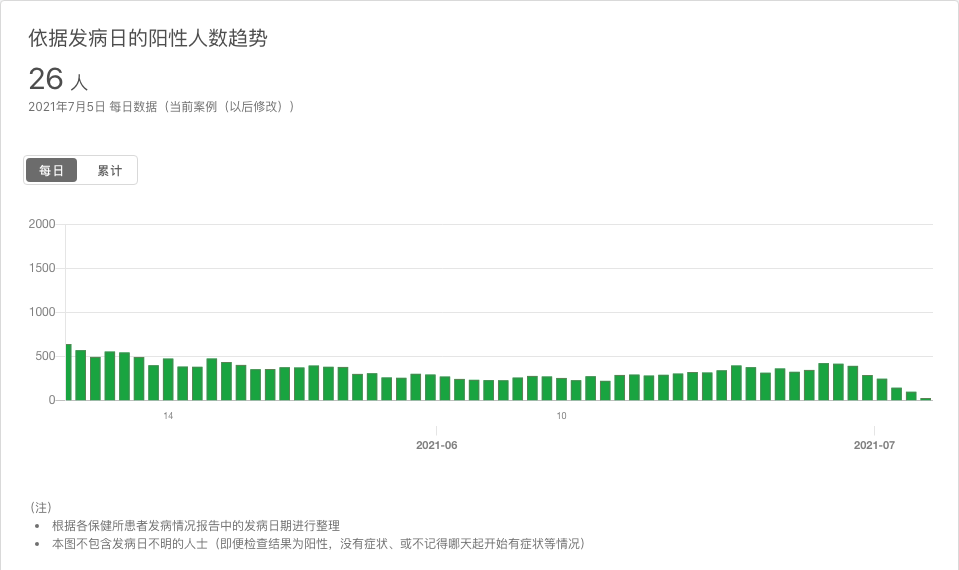 依据发病日的阳性人数趋势
26 人
2021年7月5日 每日数据（当前案例（以后修改））
每日 累计
2000
1500
1000
500
0
14 10
2021-06 2021-07
（注）
• 根据各保健所患者发病情况报告中的发病日期进行整理
• 本图不包含发病日不明的人士（即便检查结果为阳性，没有症状、或不记得哪天起开始有症状等情况）